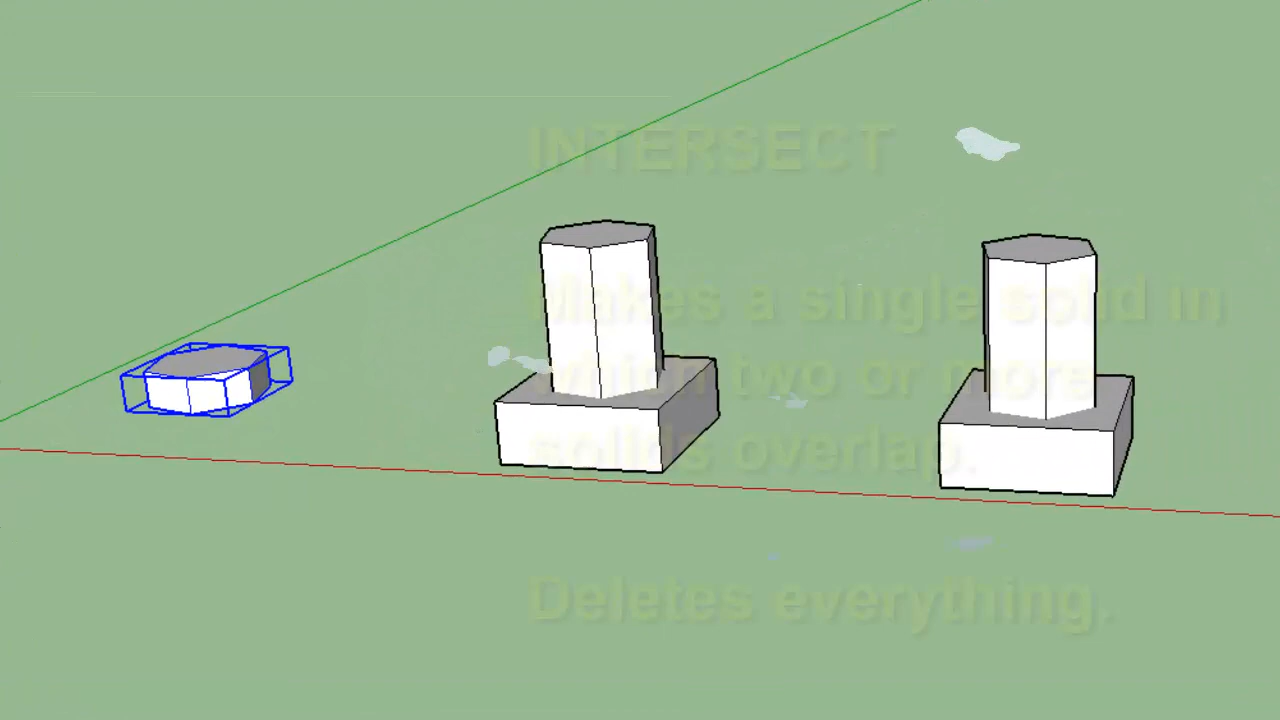 INTERSECT
Makes a single solid in
which two or more
solids overlap.
Deletes everything.